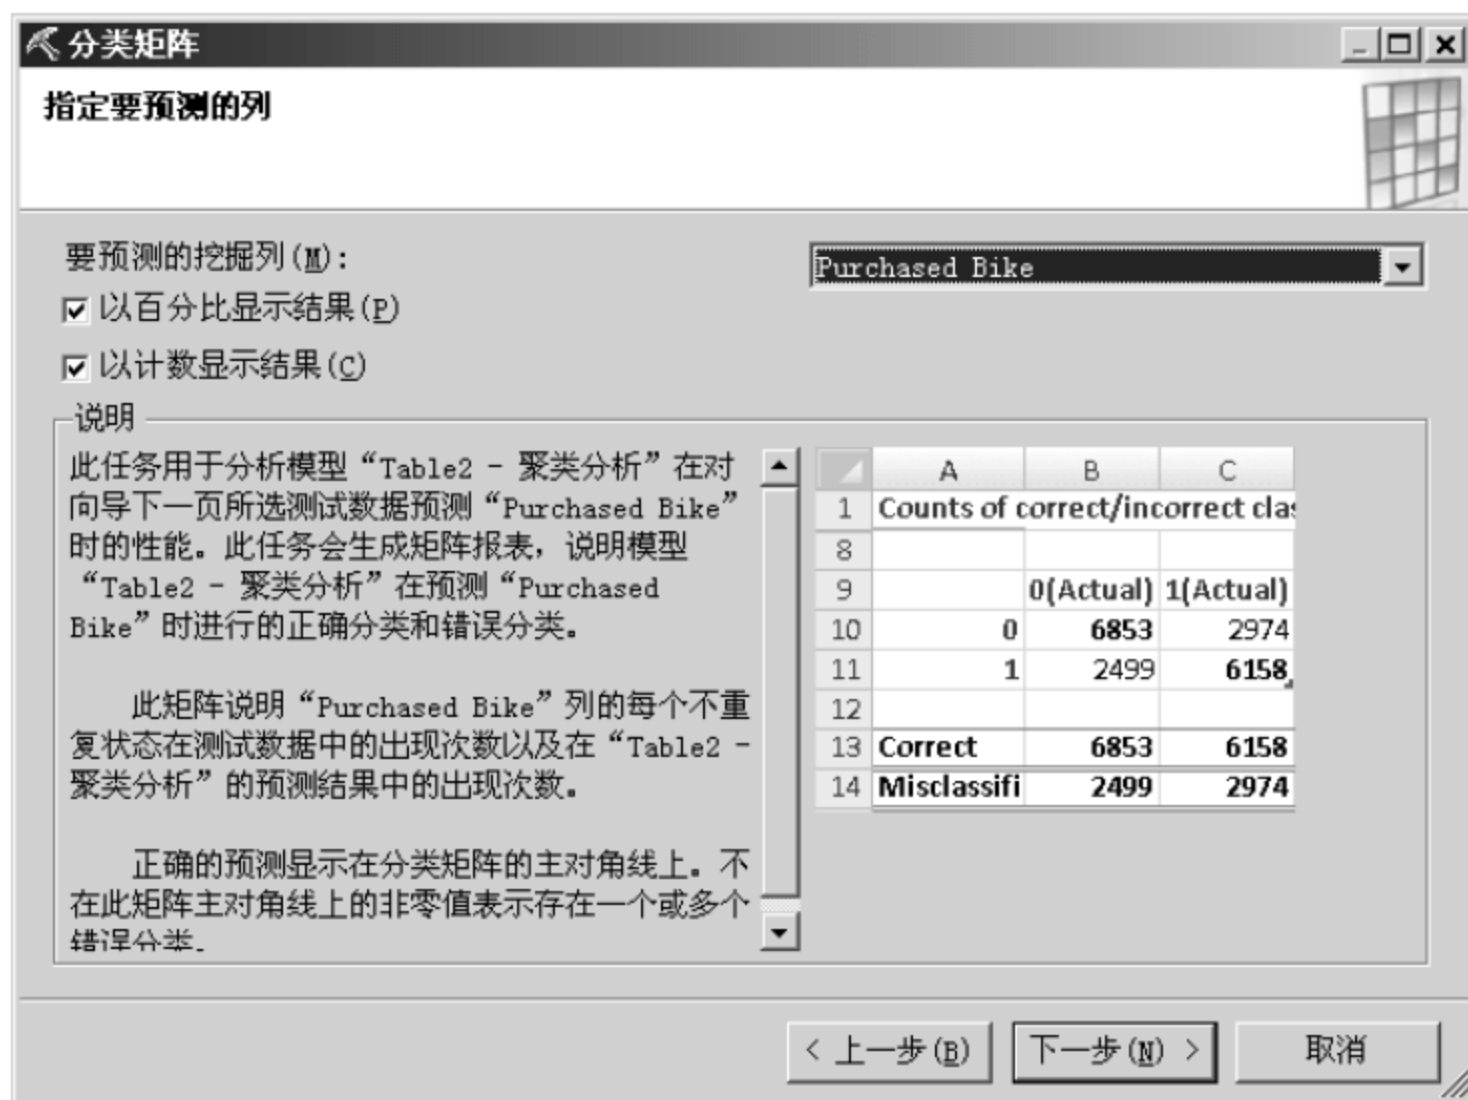 分类矩阵
指定要预测的列
要预测的挖掘列(M):
Purchased Bike
以百分比显示结果(P)
以计数显示结果(C)
说明
此任务用于分析模型“Table2 - 聚类分析”在对
向导下一页所选测试数据预测“Purchased Bike”
时的性能。此任务会生成矩阵报表，说明模型
“Table2 - 聚类分析”在预测“Purchased
Bike”时进行的正确分类和错误分类。
此矩阵说明“Purchased Bike”列的每个不重
复状态在测试数据中的出现次数以及在“Table2 -
聚类分析”的预测结果中的出现次数。
正确的预测显示在分类矩阵的主对角线上。不
在此矩阵主对角线上的非零值表示存在一个或多个
错误分类。
A B C
1 Counts of correct/incorrect clas
8
9 0(Actual) 1(Actual)
10 0 6853 2974
11 1 2499 6158
12
13 Correct 6853 6158
14 Misclassifi 2499 2974
< 上一步(B)
下一步(N) >
取消